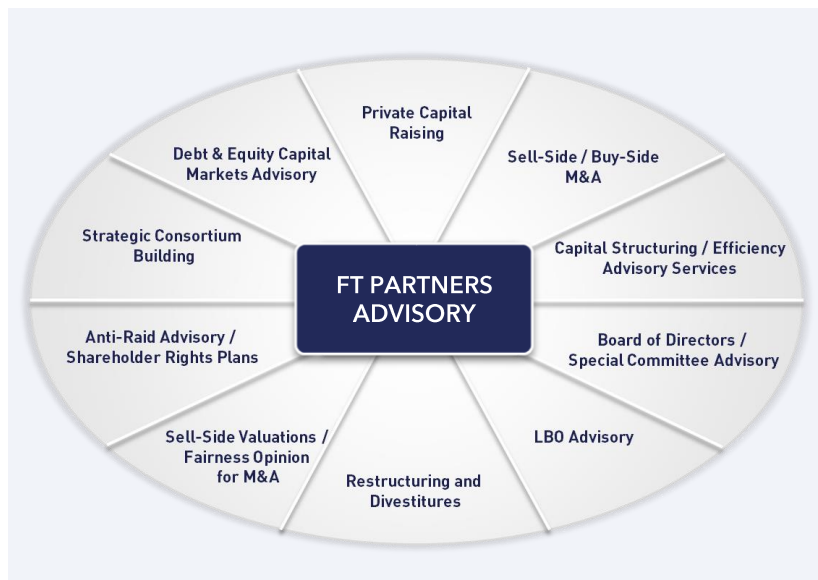 Private Capital
Raising
Sell-Side / Buy-Side
M&A
Capital Structuring / Efficiency
Advisory Services
Board of Directors /
Special Committee Advisory
LBO Advisory
Restructuring and
Divestitures
Sell-Side Valuations /
Fairness Opinion
for M&A
Anti-Raid Advisory /
Shareholder Rights Plans
Strategic Consortium
Building
Debt & Equity Capital
Markets Advisory
FT PARTNERS
ADVISORY